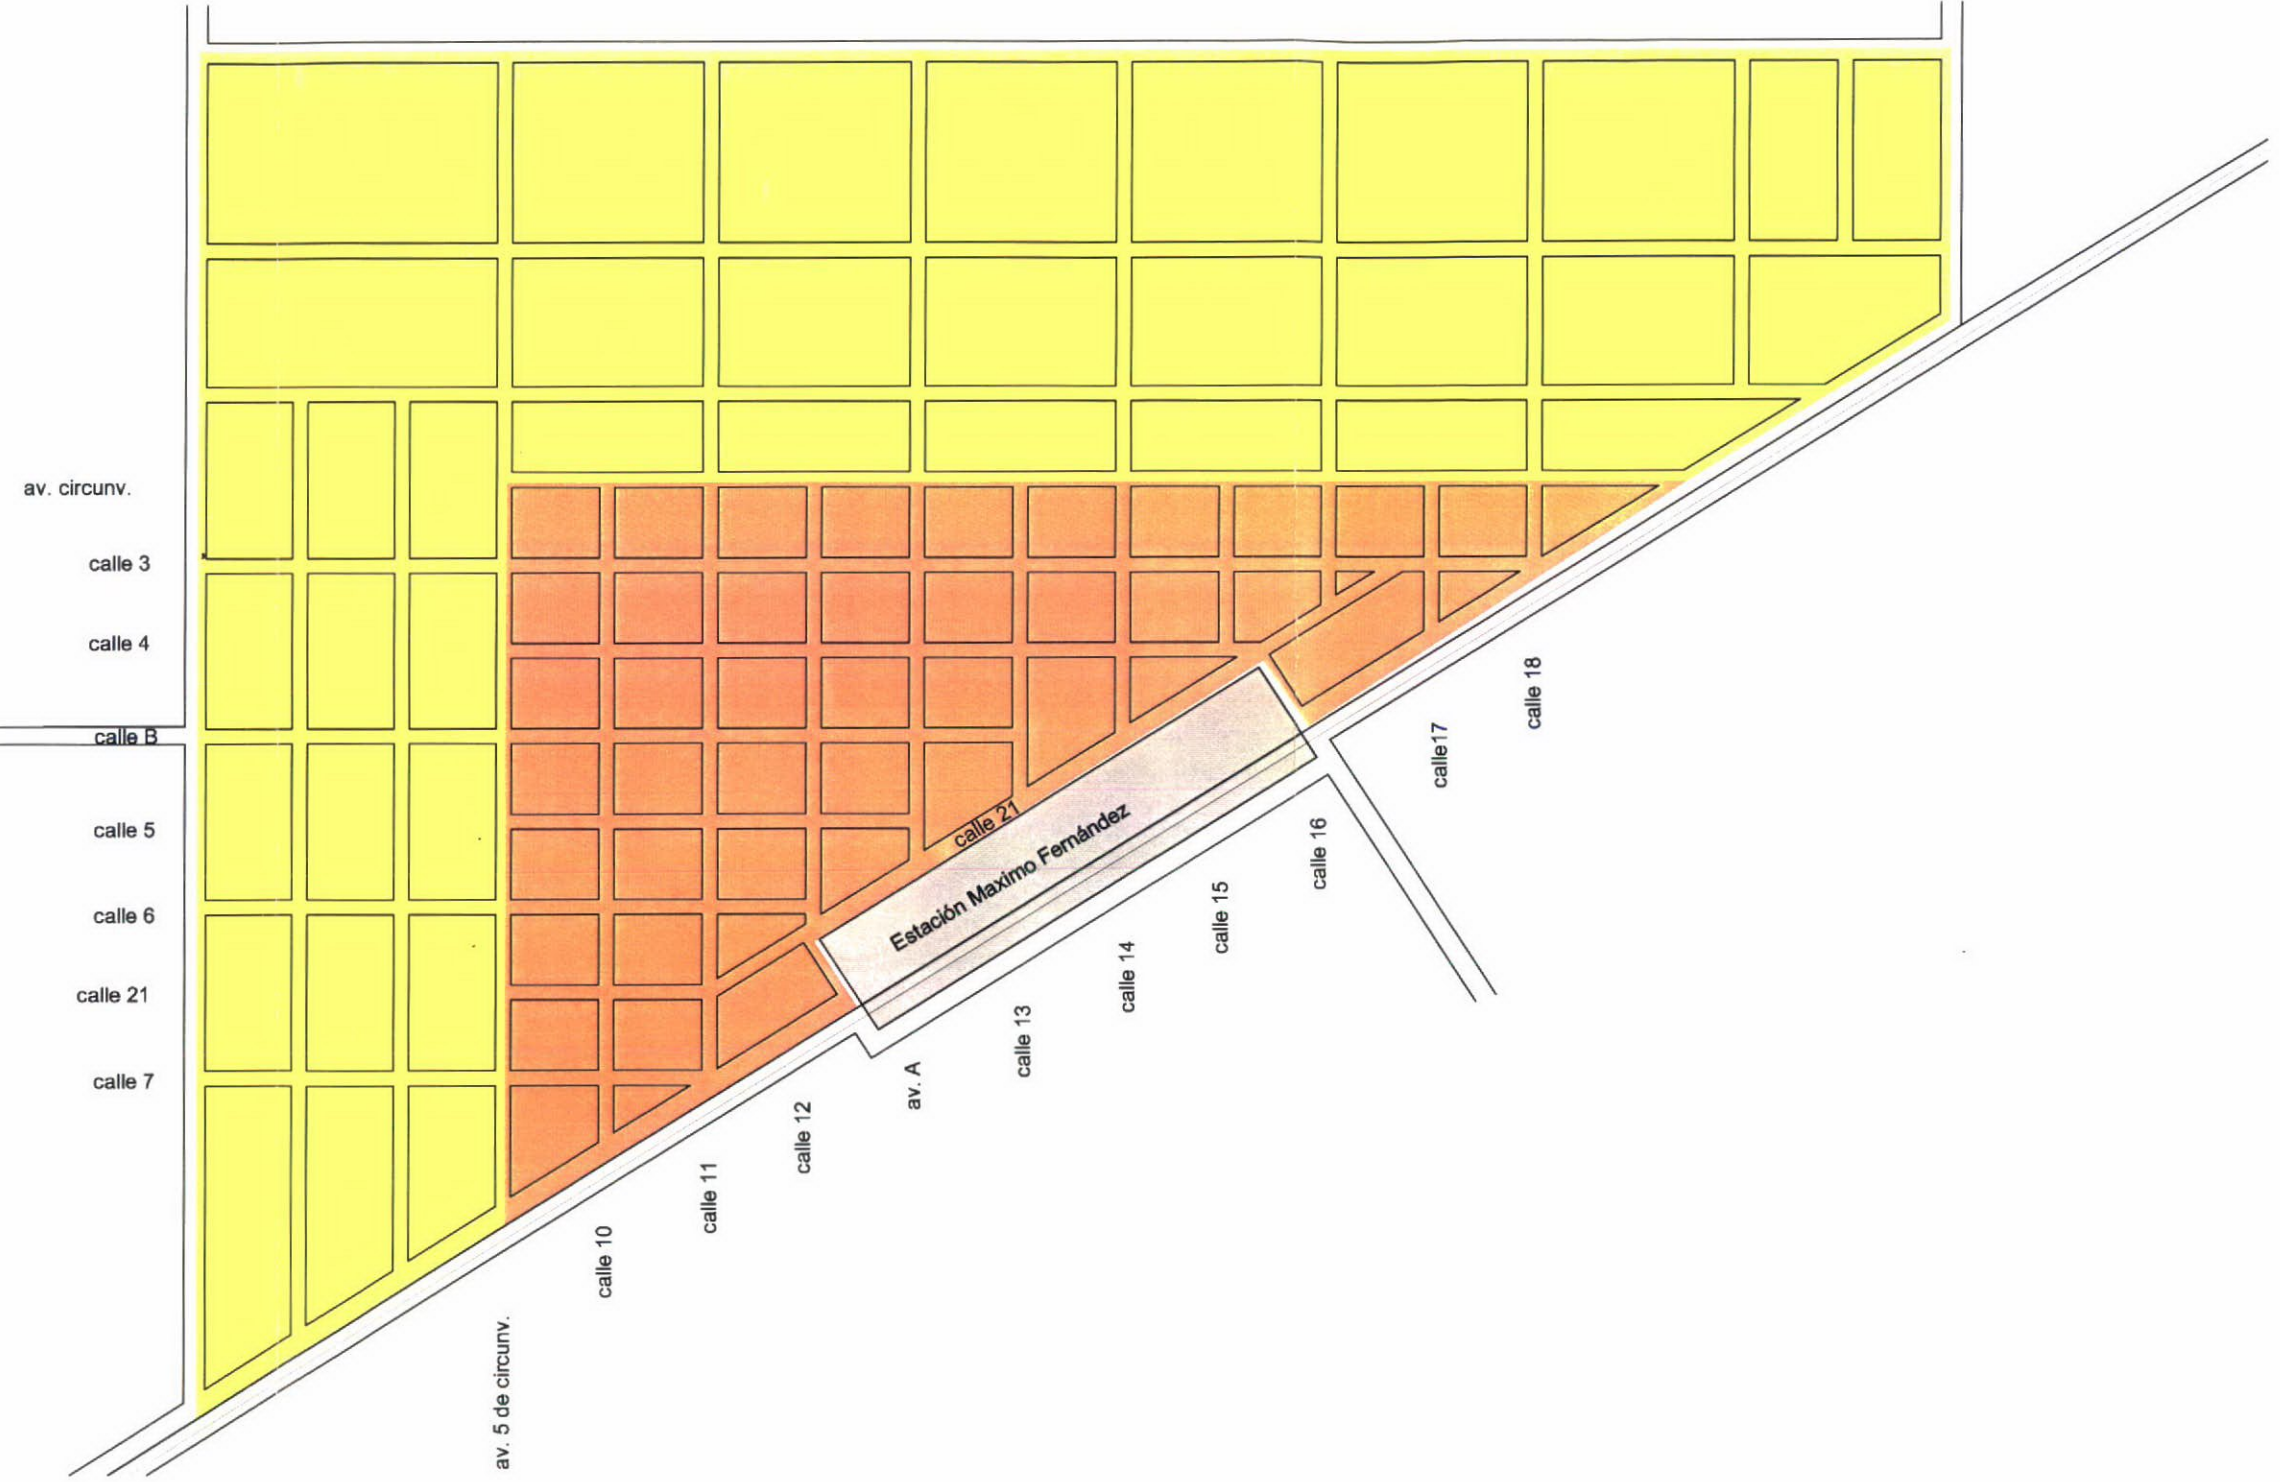 av. circunv.
calle 3
calle 4
calle B
calle 5
calle 6
calle 21
calle 7
calle 21
Estación Maximo Fernández
av. 5 de circunv.
calle 10
calle 11
calle 12
av. A
calle 13
calle 14
calle 15
calle 16
calle17
calle 18